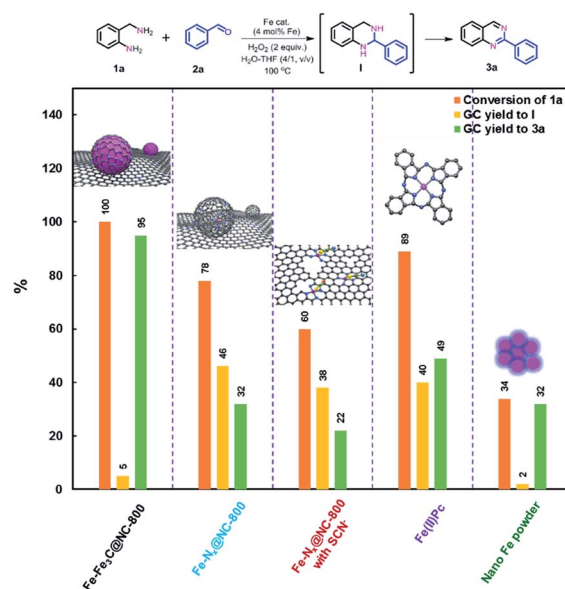 NH₂
NH₂
1a
O
2a
Fe cat.
(4 mol% Fe)
H₂O₂ (2 equiv.)
H₂O-THF (4/1, v/v)
100 °C
NH
N
H
I
N
N
3a
Conversion of 1a
GC yield to I
GC yield to 3a
%
140
120
100
80
60
40
20
0
100
5
95
78
46
32
60
38
22
89
40
49
34
2
32
Fe-Fe₃C@NC-800
Fe-Nₓ@NC-800
Fe-Nₓ@NC-800
with SCN⁻
Fe(II)Pc
Nano Fe powder